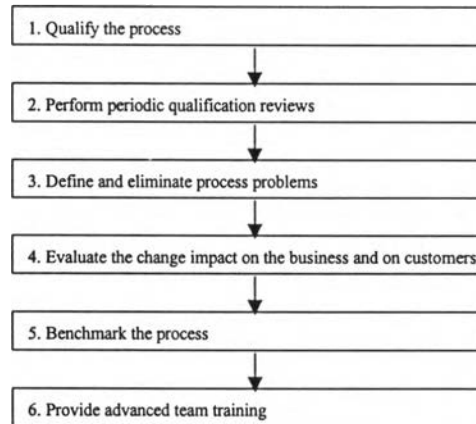 1. Qualify the process
2. Perform periodic qualification reviews
3. Define and eliminate process problems
4. Evaluate the change impact on the business and on customers
5. Benchmark the process
6. Provide advanced team training